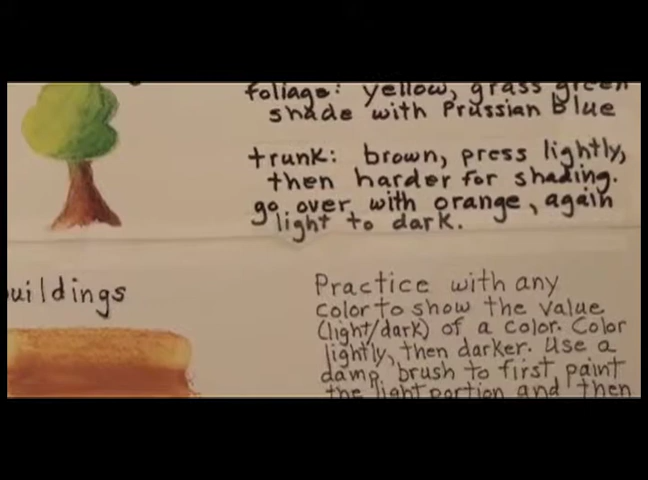 foliage: yellow, grass green
shade with Prussian blue
trunk: brown, press lightly,
then harder for shading.
go over with orange, again
light to dark.
buildings
Practice with any
color to show the value
(light/dark) of a color. Color
lightly, then darker. Use a
damp brush to first paint
the light portion and then